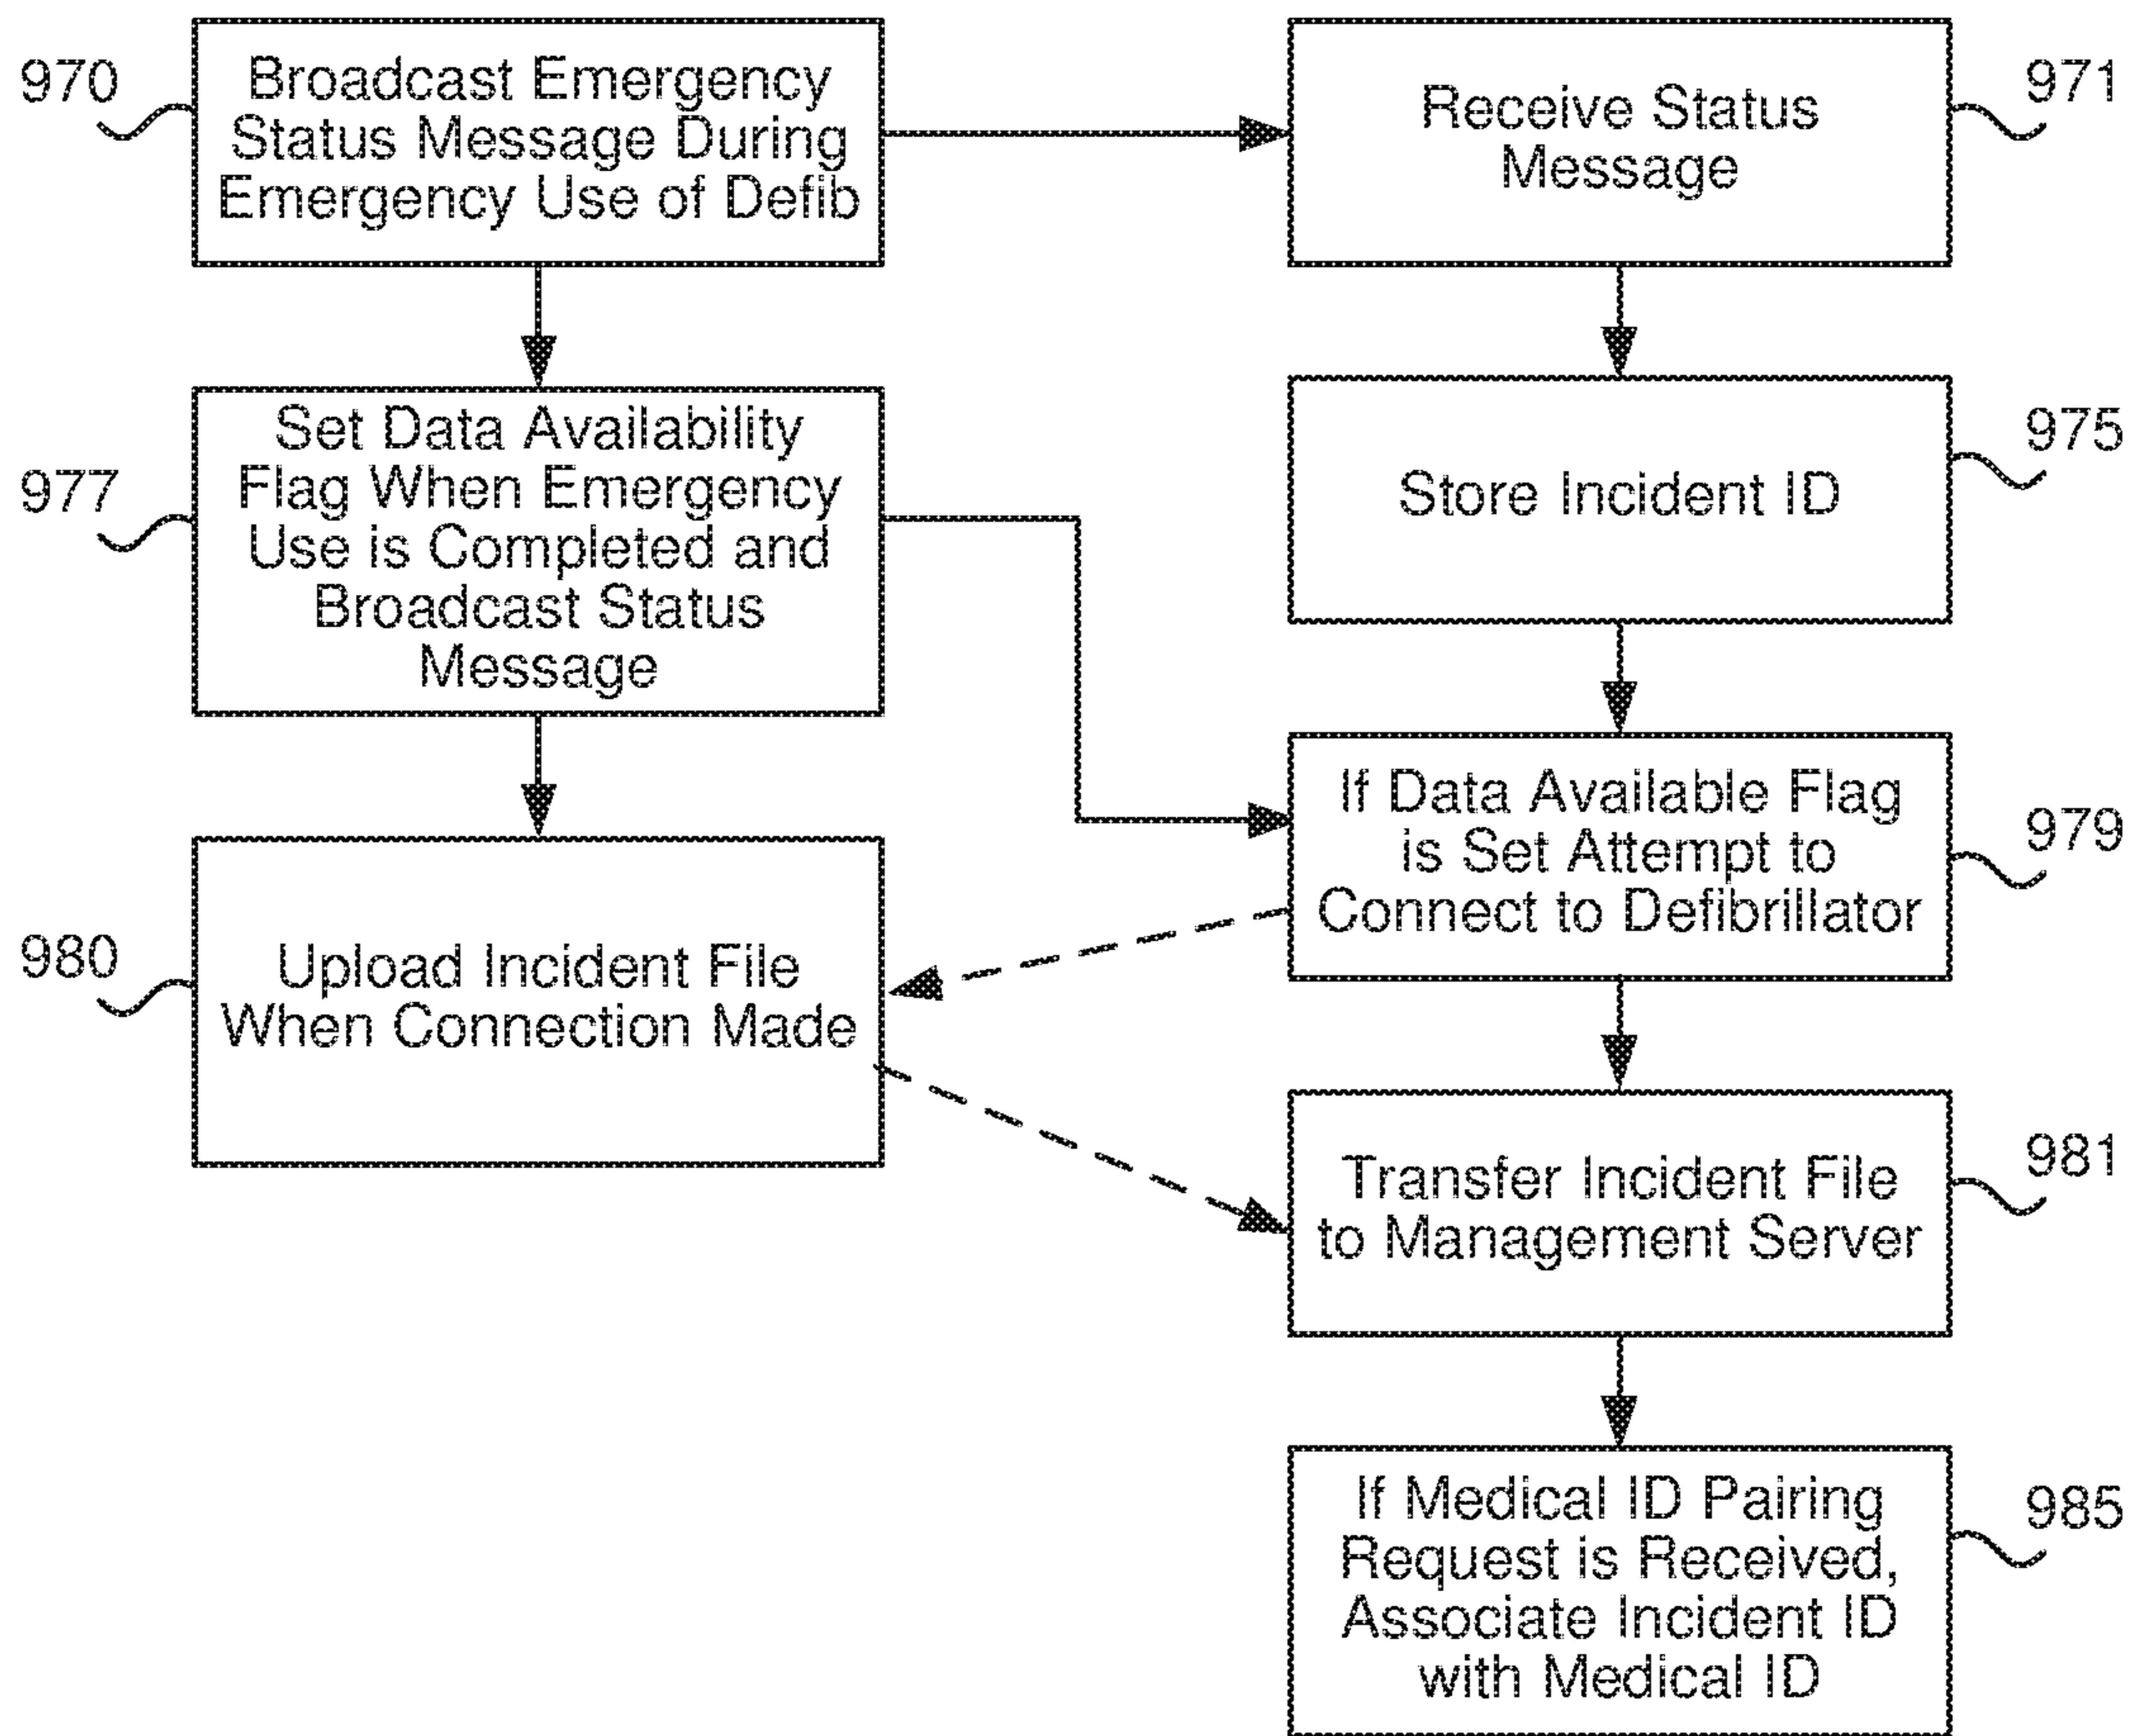 970
Broadcast Emergency
Status Message During
Emergency Use of Defib
Receive Status
Message
971
977
Set Data Availability
Flag When Emergency
Use is Completed and
Broadcast Status
Message
Store Incident ID
975
If Data Available Flag
is Set Attempt to
Connect to Defibrillator
979
980
Upload Incident File
When Connection Made
Transfer Incident File
to Management Server
981
If Medical ID Pairing
Request is Received,
Associate Incident ID
with Medical ID
985